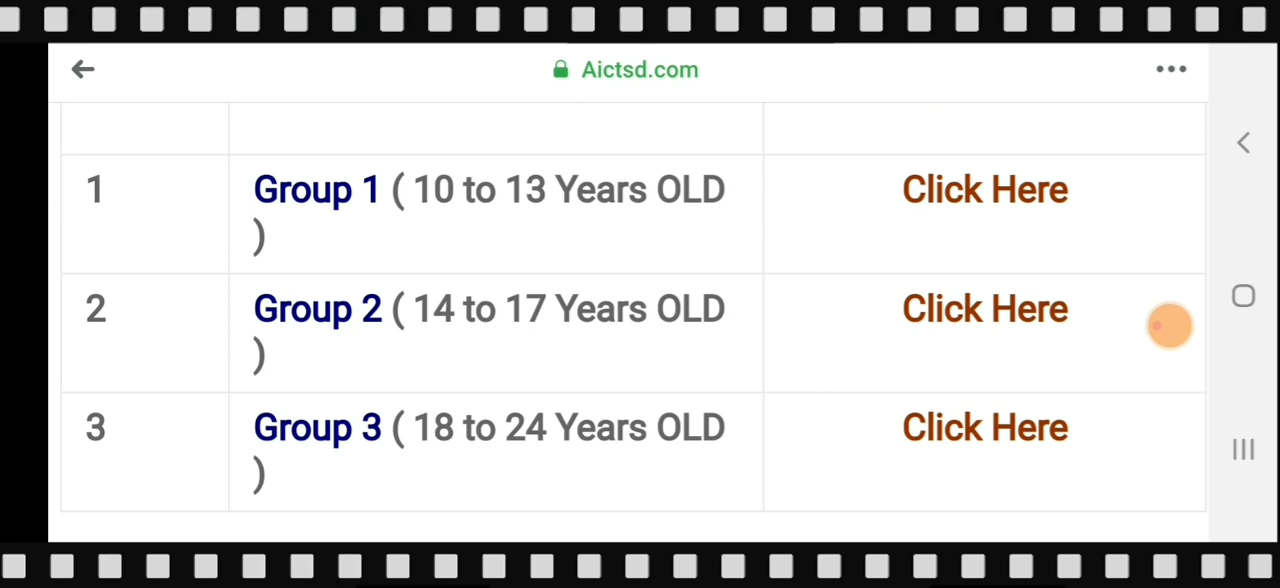 Aictsd.com
1 Group 1 ( 10 to 13 Years OLD Click Here
)
2 Group 2 ( 14 to 17 Years OLD Click Here
)
3 Group 3 ( 18 to 24 Years OLD Click Here
)